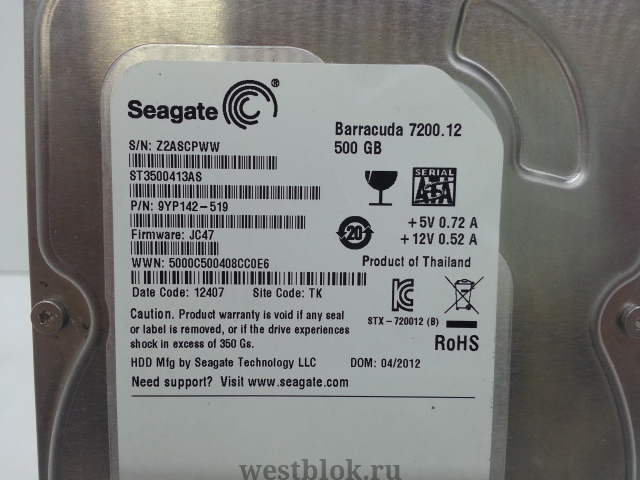 Seagate®
Barracuda 7200.12
500 GB
S/N: Z2ASCPWW
ST3500413AS
P/N: 9YP142-519
Firmware: JC47
WWN: 5000C500408CC0E6
Date Code: 12407 Site Code: TK
SERIAL
ATA
20
+5V 0.72 A
+12V 0.52 A
Product of Thailand
STX-720012 (B)
RoHS
Caution. Product warranty is void if any seal
or label is removed, or if the drive experiences
shock in excess of 350 Gs.
HDD Mfg by Seagate Technology LLC DOM: 04/2012
Need support? Visit www.seagate.com
westblok.ru